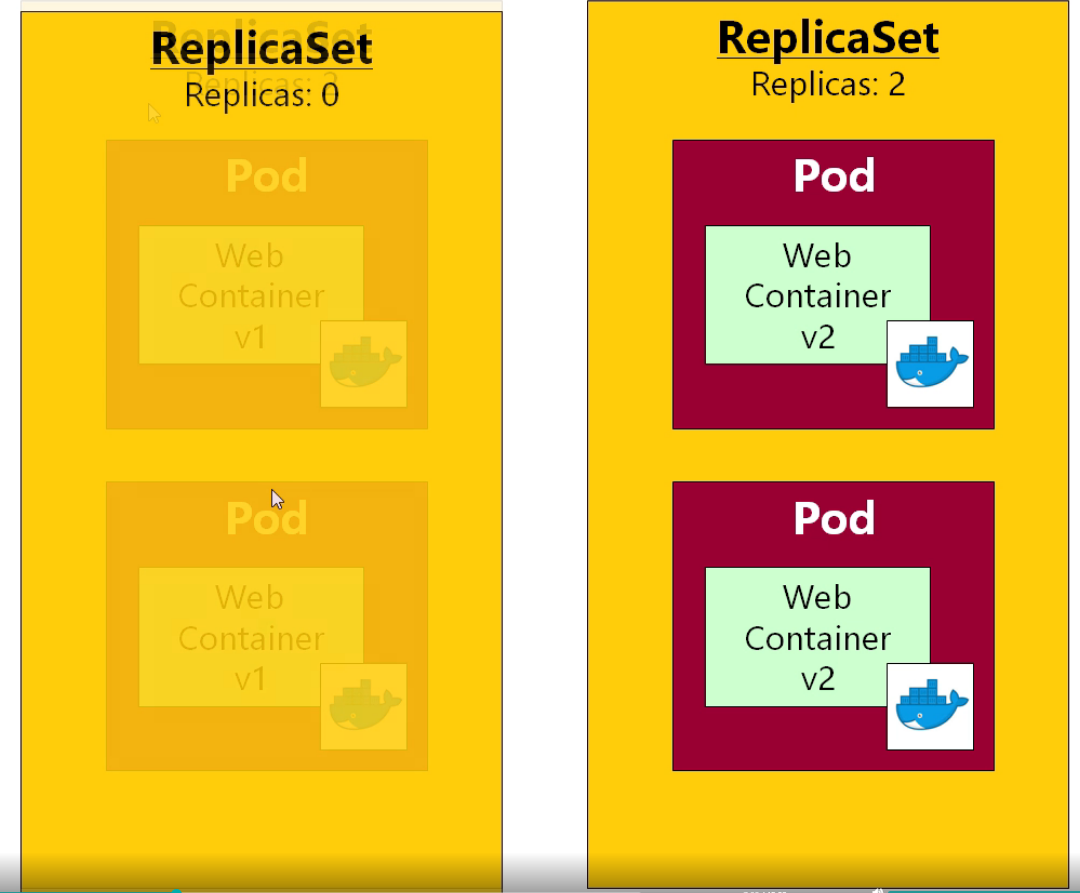 ReplicaSet
Replicas: 0
Pod
Web
Container
v1
Pod
Web
Container
v1
ReplicaSet
Replicas: 2
Pod
Web
Container
v2
Pod
Web
Container
v2